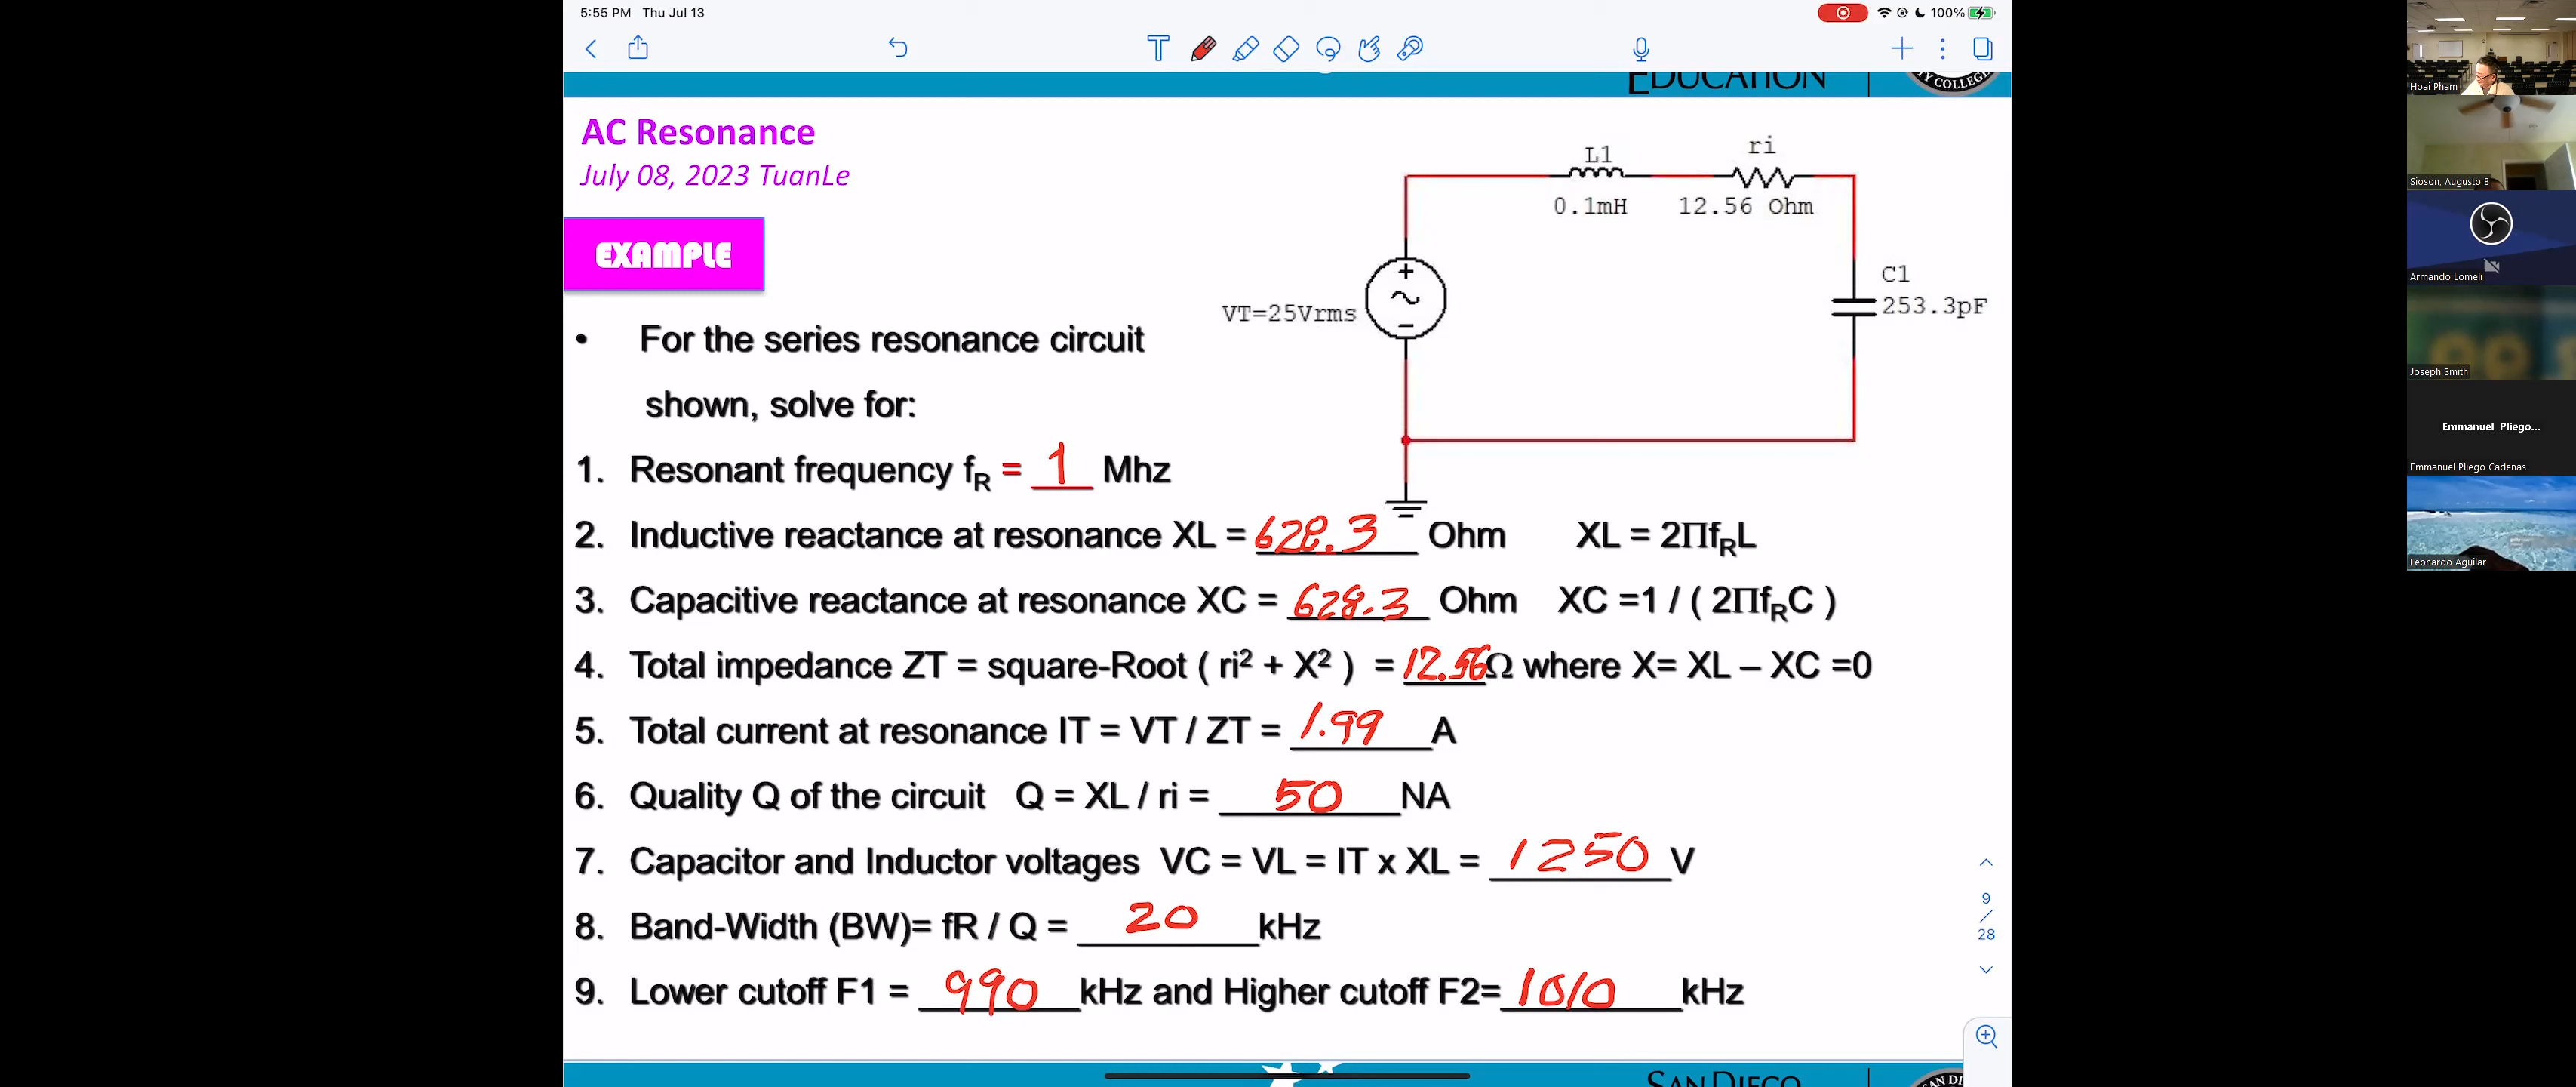 5:55 PM Thu Jul 13
100%
EDUCATION
Y COLLEGE
AC Resonance
July 08, 2023 TuanLe
EXAMPLE
L1
0.1mH
ri
12.56 Ohm
VT=25Vrms
+
~
−
C1
253.3pF
• For the series resonance circuit
shown, solve for:
1. Resonant frequency fR = 1 Mhz
2. Inductive reactance at resonance XL = 628.3 Ohm XL = 2ΠfRL
3. Capacitive reactance at resonance XC = 628.3 Ohm XC =1 / ( 2ΠfRC )
4. Total impedance ZT = square-Root ( ri² + X² ) = 12.56 Ω where X= XL – XC =0
5. Total current at resonance IT = VT / ZT = 1.99 A
6. Quality Q of the circuit Q = XL / ri = 50 NA
7. Capacitor and Inductor voltages VC = VL = IT x XL = 1250 V
8. Band-Width (BW)= fR / Q = 20 kHz
9. Lower cutoff F1 = 990 kHz and Higher cutoff F2= 1010 kHz
9
/
28
SAN DIEGO
AN DI
Hoai Pham
Sioson, Augusto B
Armando Lomeli
Joseph Smith
Emmanuel Pliego...
Emmanuel Pliego Cadenas
Leonardo Aguilar